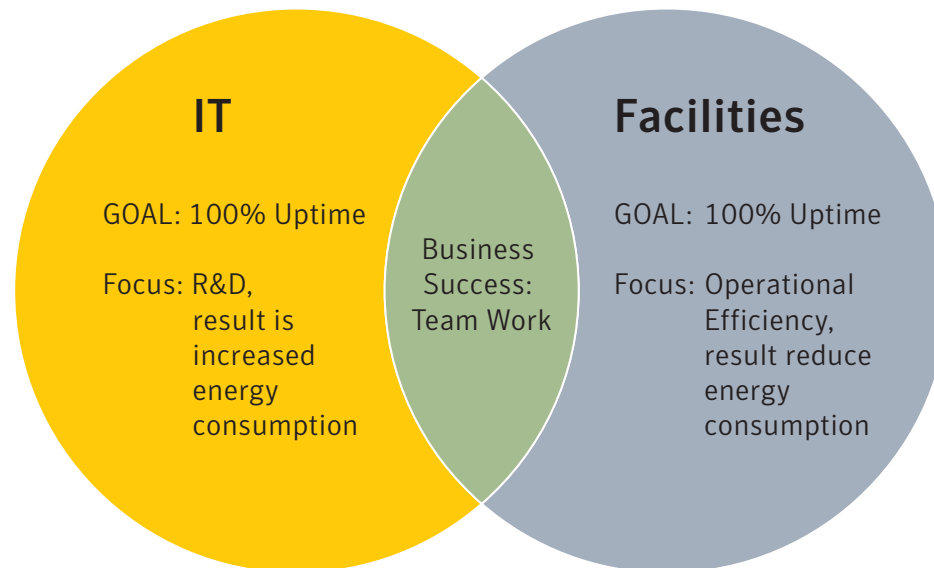 IT
GOAL: 100% Uptime
Focus: R&D,
result is
increased
energy
consumption
Business
Success:
Team Work
Facilities
GOAL: 100% Uptime
Focus: Operational
Efficiency,
result reduce
energy
consumption